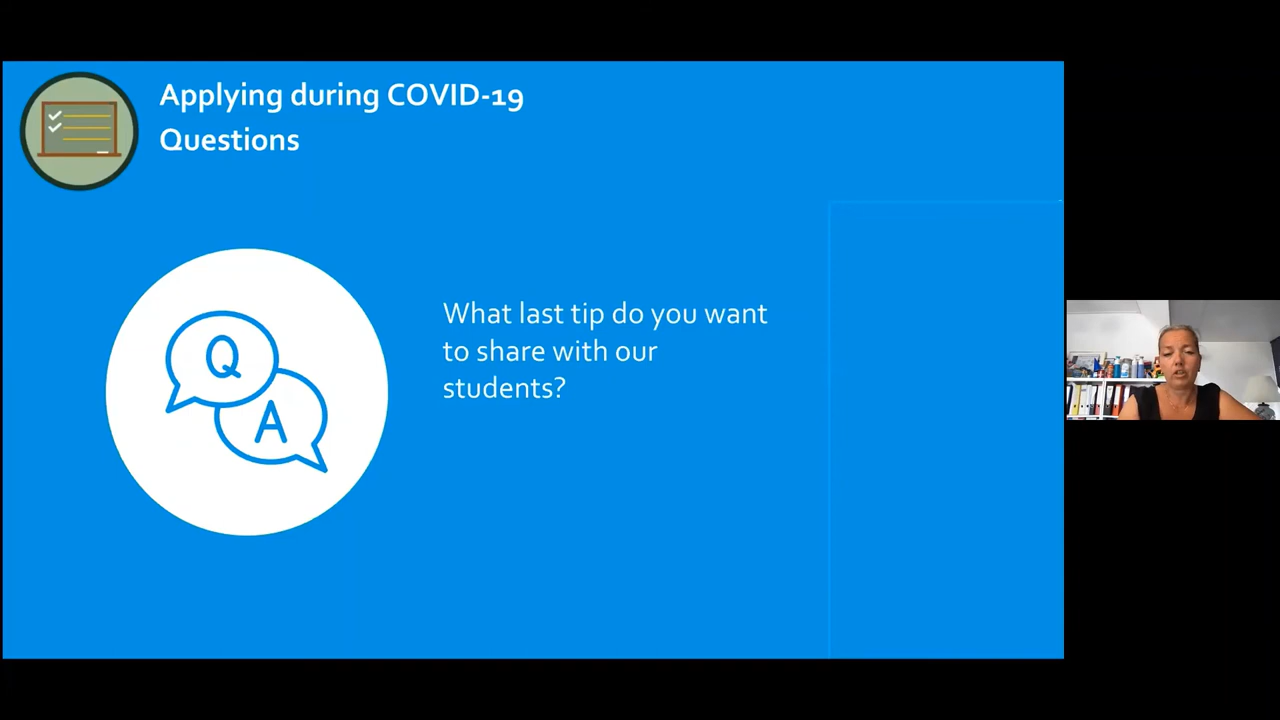 Applying during COVID-19
Questions
Q
A
What last tip do you want
to share with our
students?